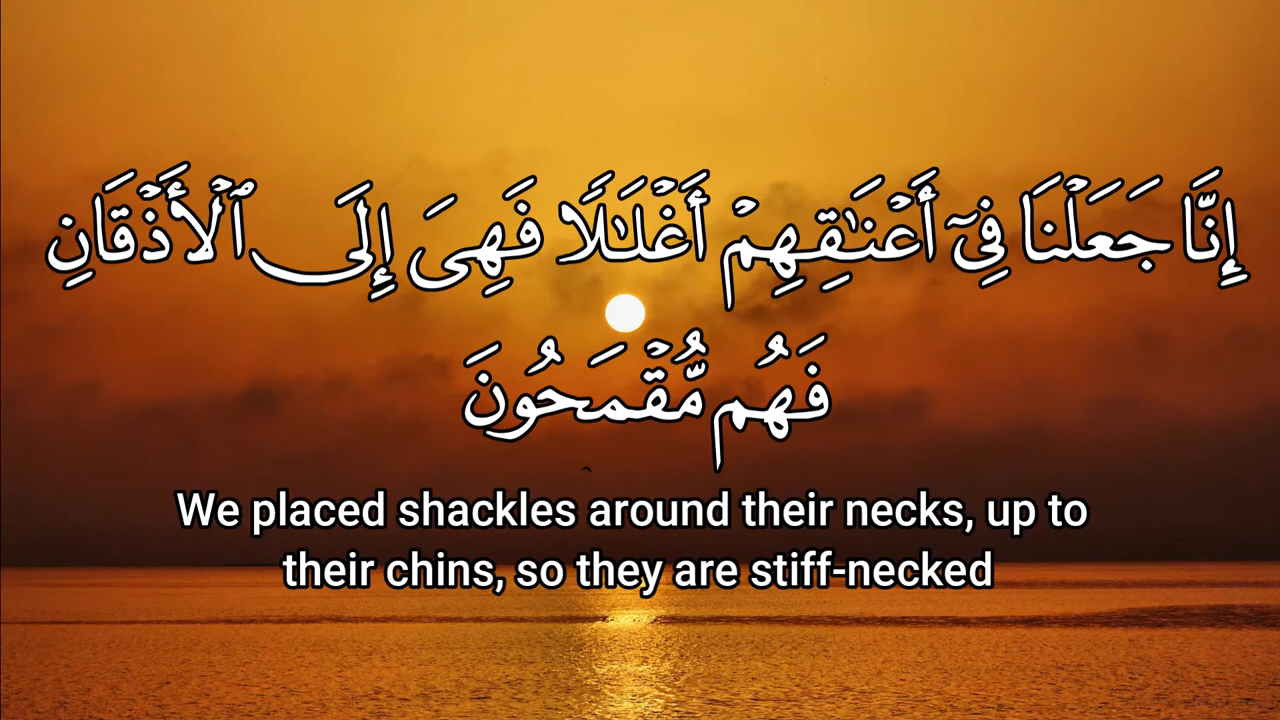 إِنَّا جَعَلۡنَا فِيٓ أَعۡنَٰقِهِمۡ أَغۡلَٰلٗا فَهِيَ إِلَى ٱلۡأَذۡقَانِ
فَهُم مُّقۡمَحُونَ
We placed shackles around their necks, up to
their chins, so they are stiff-necked